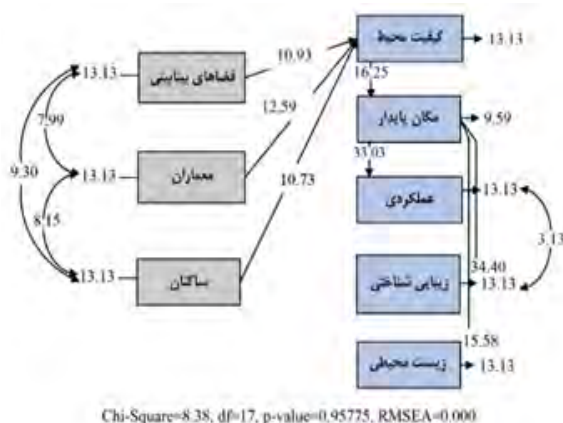 کیفیت محیط
13.13
10.93
16.25
13.13
فضاهای بینابینی
12.59
مکان پایدار
9.59
7.99
33.03
9.30
13.13
معماران
10.73
عملکردی
13.13
8.15
3.13
34.40
13.13
ساکنان
زیبایی شناختی
13.13
15.58
زیست محیطی
13.13
Chi-Square=8.38, df=17, p-value=0.95775, RMSEA=0.000